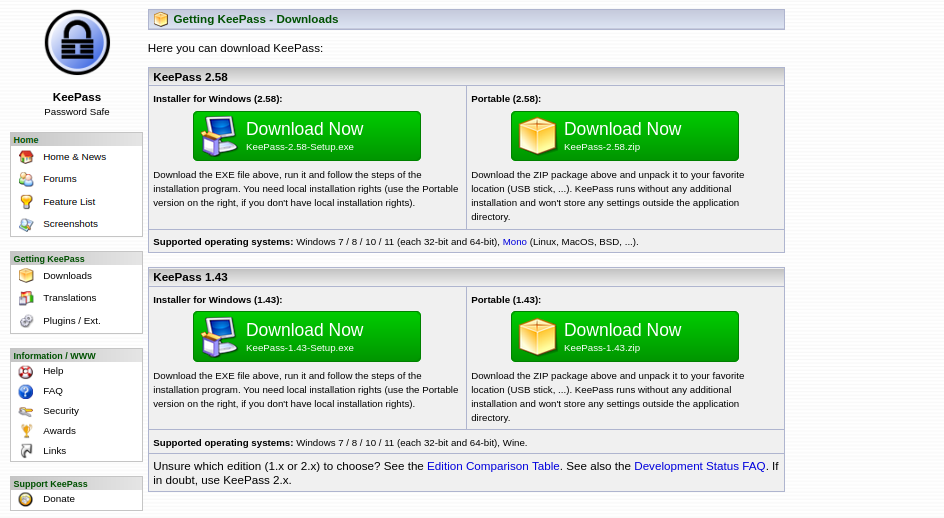 KeePass
Password Safe
Home
Home & News
Forums
Feature List
Screenshots
Getting KeePass
Downloads
Translations
Plugins / Ext.
Information / WWW
Help
FAQ
Security
Awards
Links
Support KeePass
Donate
Getting KeePass - Downloads
Here you can download KeePass:
KeePass 2.58
Installer for Windows (2.58):
Download Now
KeePass-2.58-Setup.exe
Download the EXE file above, run it and follow the steps of the
installation program. You need local installation rights (use the Portable
version on the right, if you don't have local installation rights).
Portable (2.58):
Download Now
KeePass-2.58.zip
Download the ZIP package above and unpack it to your favorite
location (USB stick, ...). KeePass runs without any additional
installation and won't store any settings outside the application
directory.
Supported operating systems: Windows 7 / 8 / 10 / 11 (each 32-bit and 64-bit), Mono (Linux, MacOS, BSD, ...).
KeePass 1.43
Installer for Windows (1.43):
Download Now
KeePass-1.43-Setup.exe
Download the EXE file above, run it and follow the steps of the
installation program. You need local installation rights (use the Portable
version on the right, if you don't have local installation rights).
Portable (1.43):
Download Now
KeePass-1.43.zip
Download the ZIP package above and unpack it to your favorite
location (USB stick, ...). KeePass runs without any additional
installation and won't store any settings outside the application
directory.
Supported operating systems: Windows 7 / 8 / 10 / 11 (each 32-bit and 64-bit), Wine.
Unsure which edition (1.x or 2.x) to choose? See the Edition Comparison Table. See also the Development Status FAQ. If
in doubt, use KeePass 2.x.